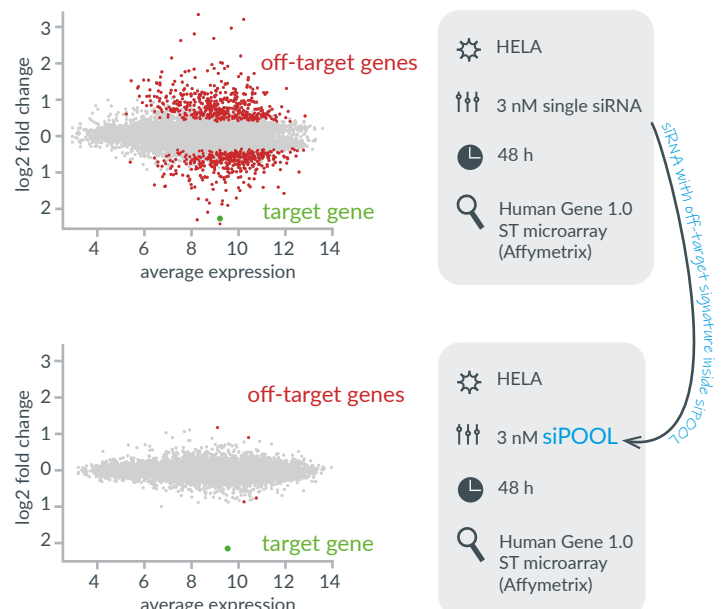 3
2
1
0
1
2
log2 fold change
off-target genes
target gene
4 6 8 10 12 14
average expression
HELA
3 nM single siRNA
48 h
Human Gene 1.0
ST microarray
(Affymetrix)
siRNA with off-target signature inside siPOOL
3
2
1
0
1
2
log2 fold change
off-target genes
target gene
4 6 8 10 12 14
average expression
HELA
3 nM siPOOL
48 h
Human Gene 1.0
ST microarray
(Affymetrix)